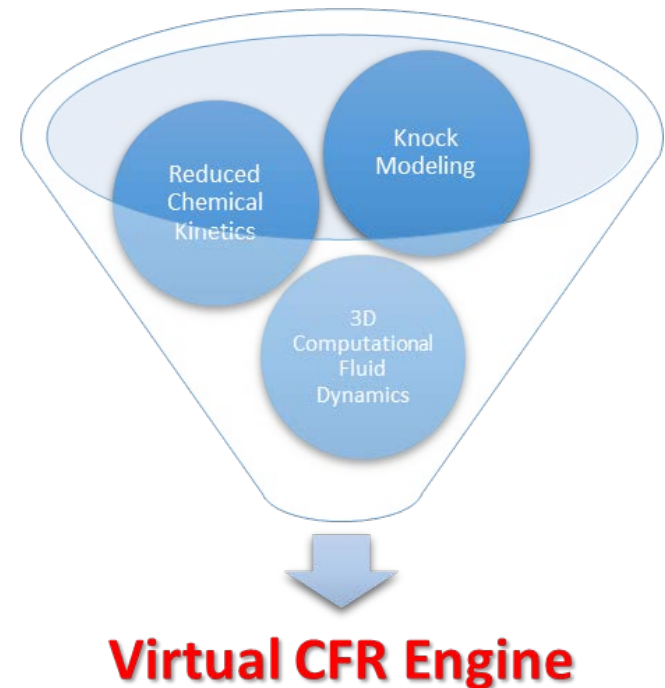 Knock
Modeling
Reduced
Chemical
Kinetics
3D
Computational
Fluid
Dynamics
Virtual CFR Engine